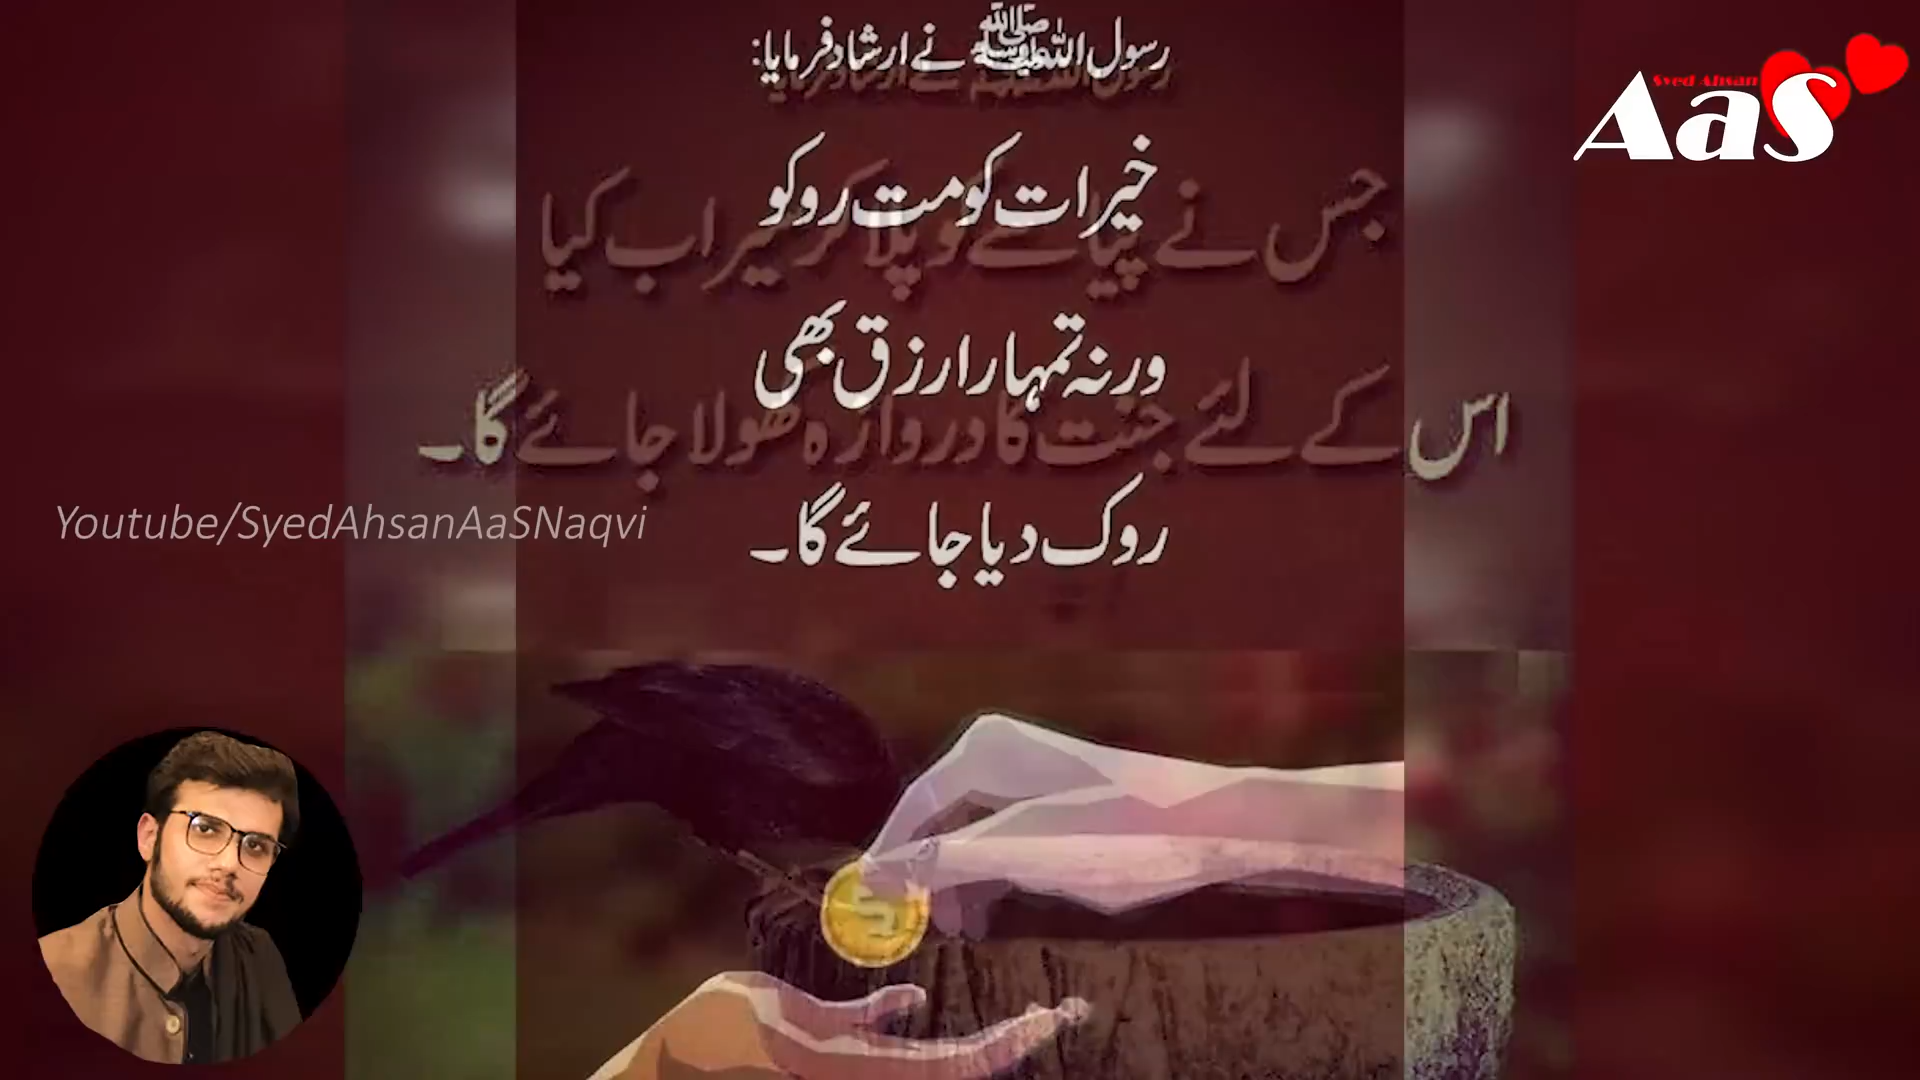 رسول اللہ ﷺ نے ارشاد فرمایا:
خیرات کو مت روکو
جس نے پیاسے کو پلا کر سیراب کیا
ورنہ تمہارا رزق بھی
اس کے لئے جنت کا دروازہ کھولا جائے گا۔
روک دیا جائے گا۔
Youtube/SyedAhsanAaSNaqvi
Syed Ahsan
AaS